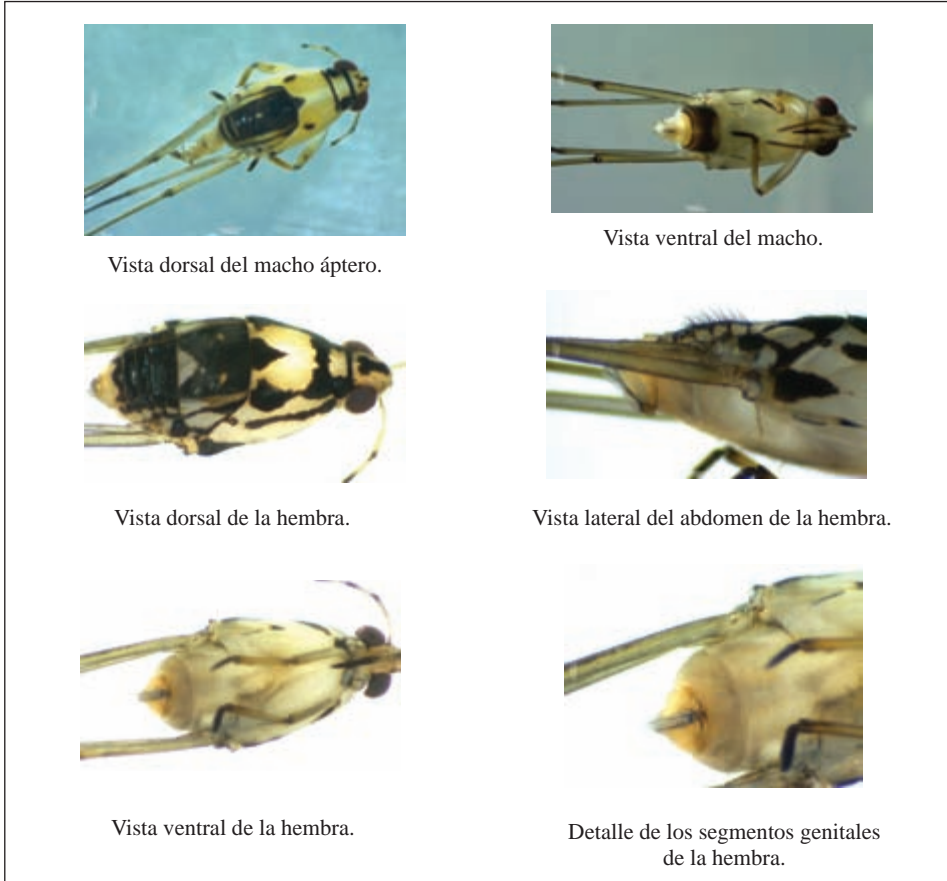 Vista dorsal del macho áptero.
Vista ventral del macho.
Vista dorsal de la hembra.
Vista lateral del abdomen de la hembra.
Vista ventral de la hembra.
Detalle de los segmentos genitales
de la hembra.